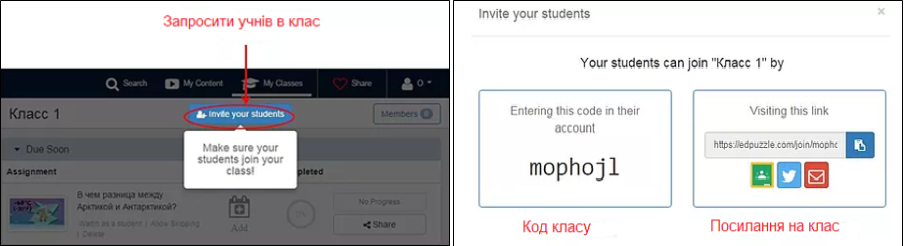 Запросити учнів в клас
Search
My Content
My Classes
Share
O
Класс 1
Invite your students
Members 0
Make sure your
students join your
class!
Due Soon
Assignment
pleted
В чем разница между
Арктикой и Антарктикой?
Watch as a student / Allow Skipping
| Delete
Add
No Progress
Share
Invite your students
×
Your students can join "Класс 1" by
Entering this code in their
account
mophojl
Код класу
Visiting this link
https://edpuzzle.com/join/mophc
Посилання на клас